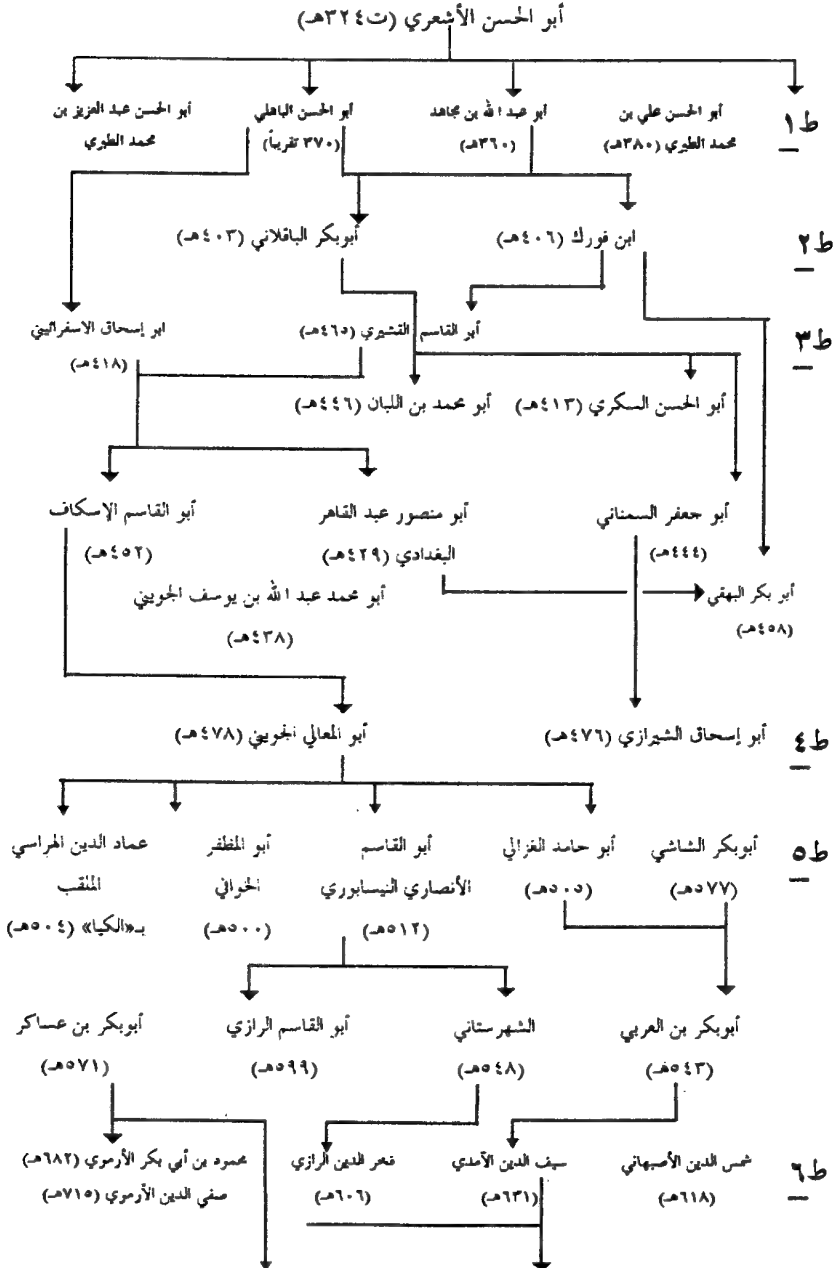 أبو الحسن الأشعري (ت٣٢٤هـ)
ط١
أبو الحسن علي بن
محمد الطبري (٣٨٠هـ)
أبو عبد الله بن مجاهد
(٣٦٠هـ)
أبو الحسن الباهلي
(٣٧٠ تقريباً)
أبو الحسن عبد العزيز بن
محمد الطبري
ط٢
ابن فورك (٤٠٦هـ)
أبوبكر الباقلاني (٤٠٣هـ)
ط٣
أبو القاسم القشيري (٤٦٥هـ)
ابو إسحاق الاسفرائيني
(٤١٨هـ)
أبو الحسن السكري (٤١٣هـ)
أبو محمد بن اللبان (٤٤٦هـ)
أبو جعفر السمناني
(٤٤٤هـ)
أبو منصور عبد القاهر
البغدادي (٤٢٩هـ)
أبو القاسم الإسكاف
(٤٥٢هـ)
أبو بكر البهقي
(٤٥٨هـ)
أبو محمد عبد الله بن يوسف الجويني
(٤٣٨هـ)
ط٤
أبو إسحاق الشيرازي (٤٧٦هـ)
أبو المعالي الجويني (٤٧٨هـ)
ط٥
أبوبكر الشاشي
(٥٧٧هـ)
أبو حامد الغزالي
(٥٠٥هـ)
أبو القاسم
الأنصاري النيسابوري
(٥١٢هـ)
أبو المظفر
الخوافي
(٥٠٠هـ)
عماد الدين الهراسي
الملقب
بـ«الكيا» (٥٠٤هـ)
أبوبكر بن العربي
(٥٤٣هـ)
الشهرستاني
(٥٤٨هـ)
أبو القاسم الرازي
(٥٩٩هـ)
أبوبكر بن عساكر
(٥٧١هـ)
ط٦
شمس الدين الأصبهاني
(٦١٨هـ)
سيف الدين الآمدي
(٦٣١هـ)
فخر الدين الرازي
(٦٠٦هـ)
محمود بن أبي بكر الأرموي (٦٨٢هـ)
صفي الدين الأرموي (٧١٥هـ)